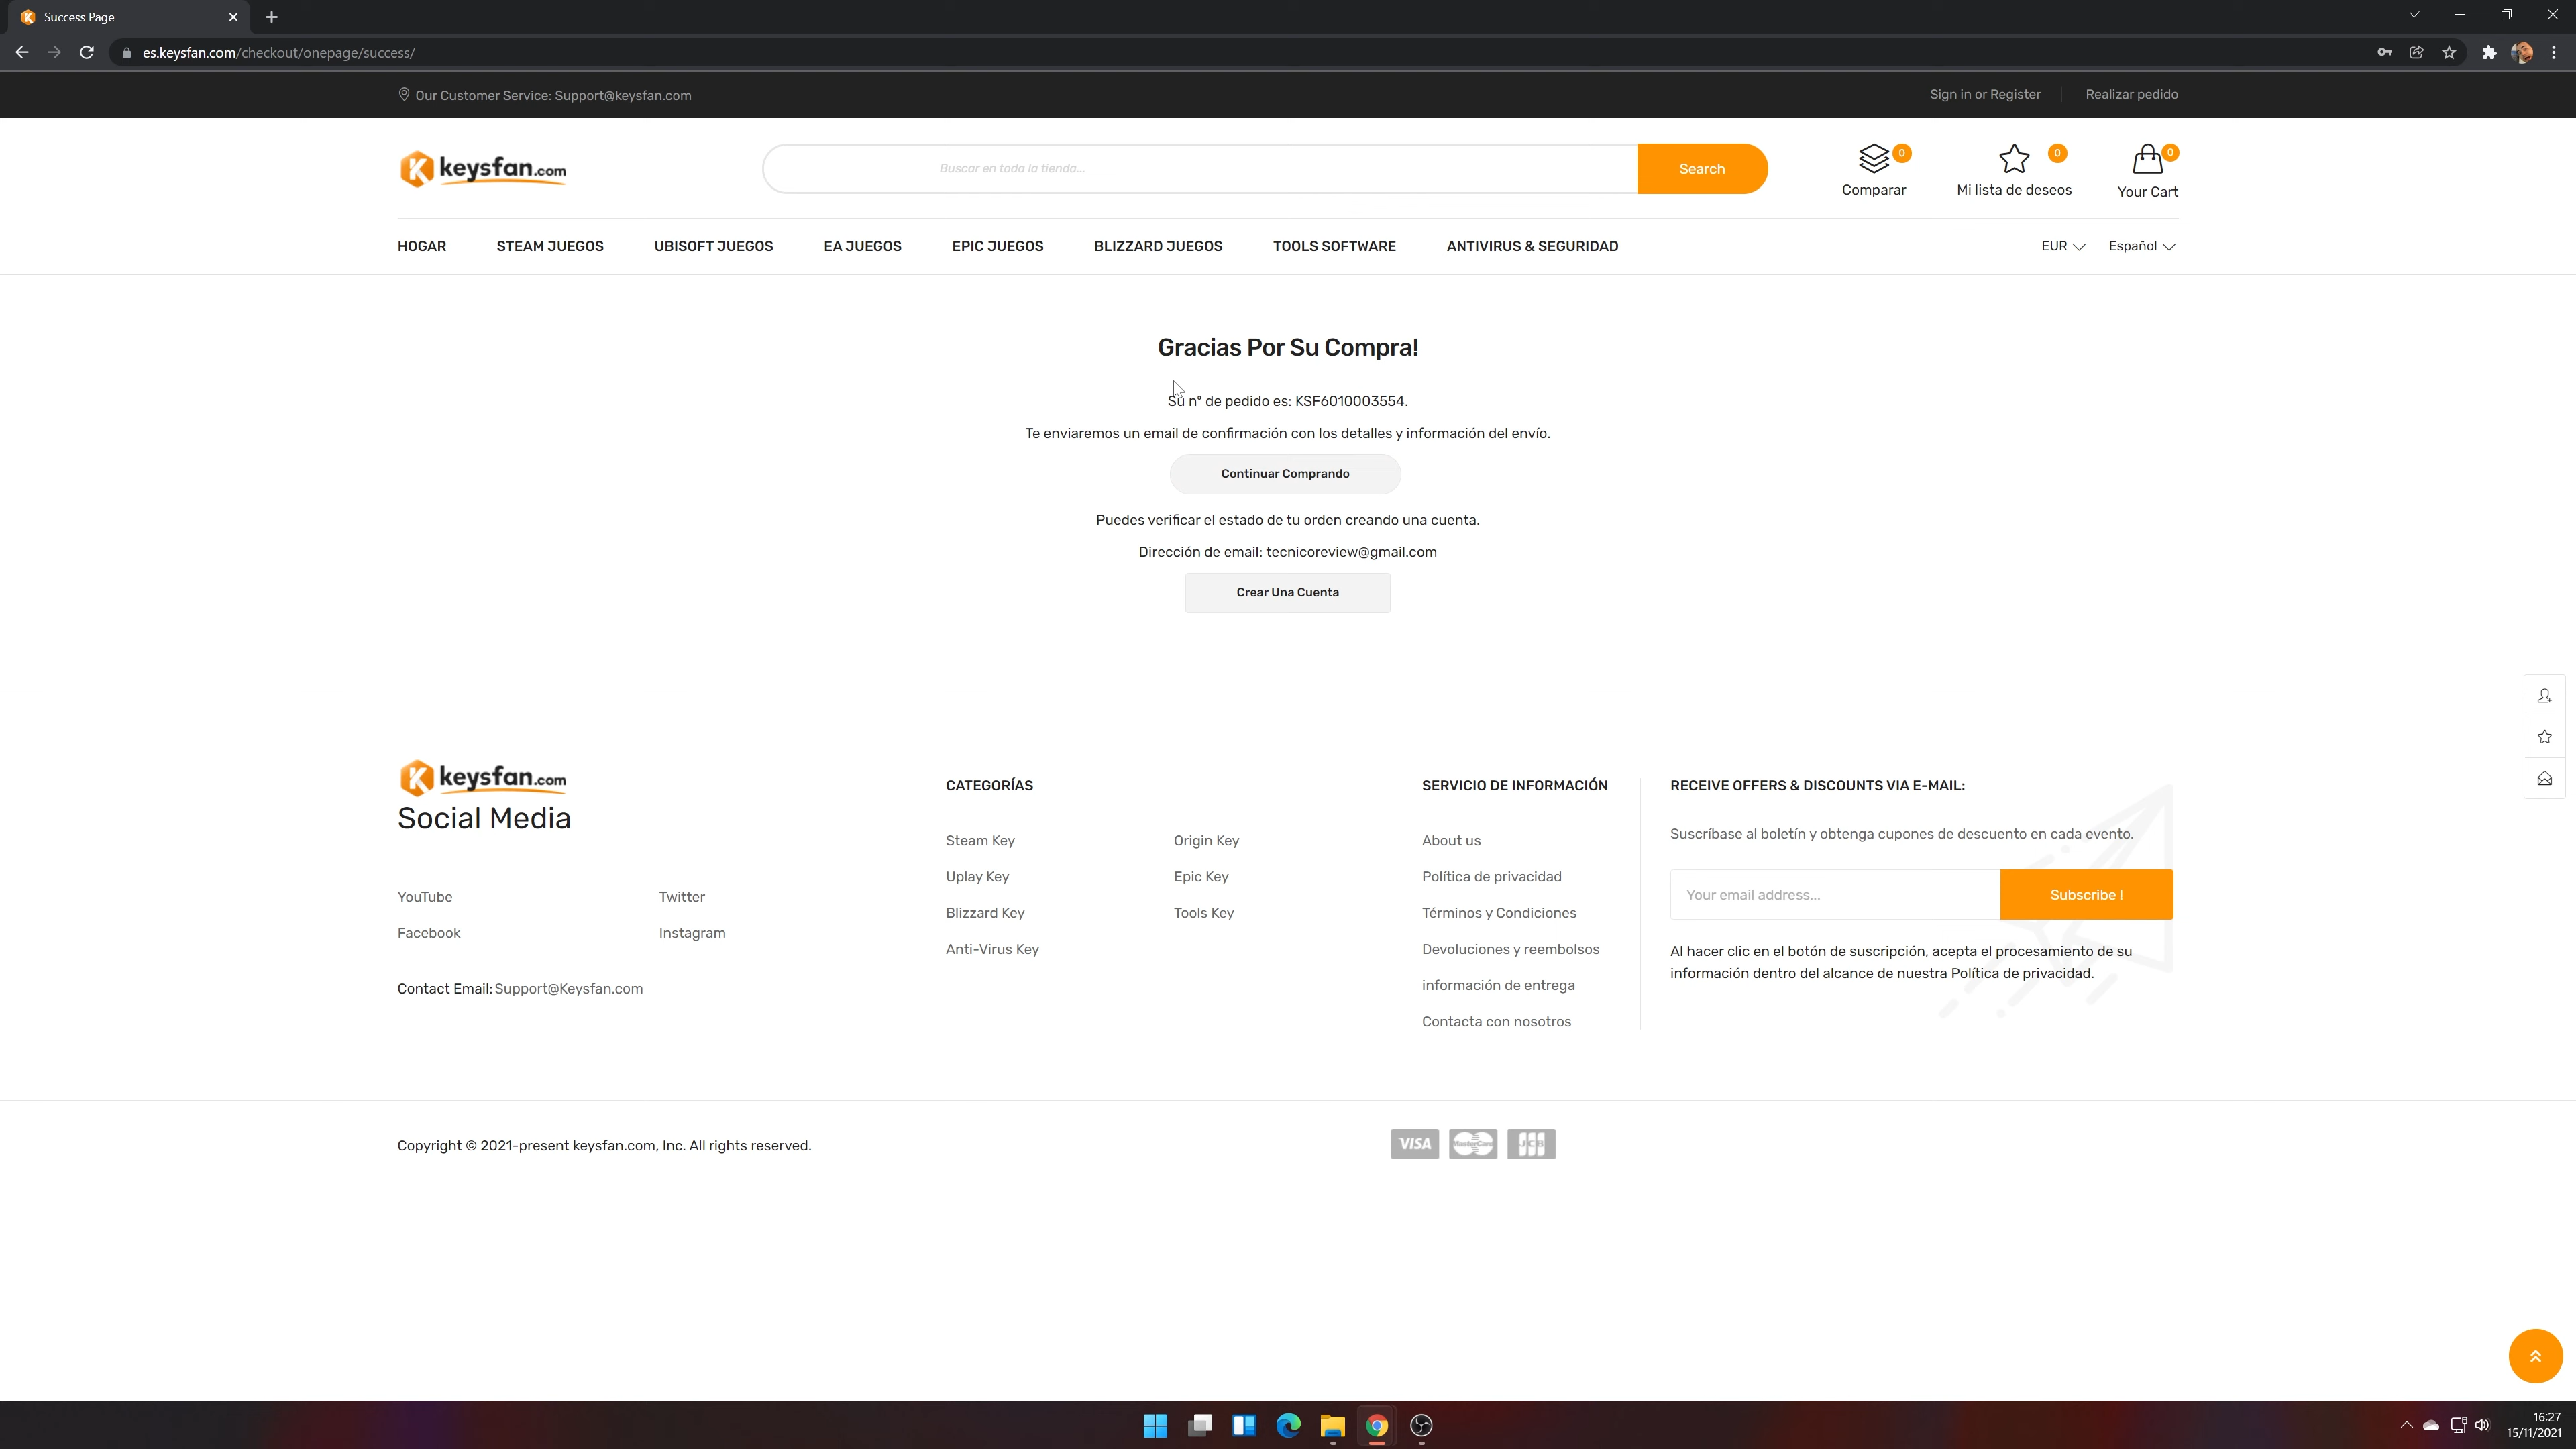 Success Page
es.keysfan.com/checkout/onepage/success/
Our Customer Service: Support@keysfan.com
Sign in or Register
Realizar pedido
keysfan.com
Buscar en toda la tienda...
Search
0
Comparar
0
Mi lista de deseos
0
Your Cart
HOGAR
STEAM JUEGOS
UBISOFT JUEGOS
EA JUEGOS
EPIC JUEGOS
BLIZZARD JUEGOS
TOOLS SOFTWARE
ANTIVIRUS & SEGURIDAD
EUR
Español
Gracias Por Su Compra!
Su nº de pedido es: KSF6010003554.
Te enviaremos un email de confirmación con los detalles y información del envío.
Continuar Comprando
Puedes verificar el estado de tu orden creando una cuenta.
Dirección de email: tecnicoreview@gmail.com
Crear Una Cuenta
keysfan.com
Social Media
YouTube
Twitter
Facebook
Instagram
Contact Email: Support@Keysfan.com
CATEGORÍAS
Steam Key
Origin Key
Uplay Key
Epic Key
Blizzard Key
Tools Key
Anti-Virus Key
SERVICIO DE INFORMACIÓN
About us
Política de privacidad
Términos y Condiciones
Devoluciones y reembolsos
información de entrega
Contacta con nosotros
RECEIVE OFFERS & DISCOUNTS VIA E-MAIL:
Suscríbase al boletín y obtenga cupones de descuento en cada evento.
Your email address...
Subscribe !
Al hacer clic en el botón de suscripción, acepta el procesamiento de su
información dentro del alcance de nuestra Política de privacidad.
Copyright © 2021-present keysfan.com, Inc. All rights reserved.
VISA
MasterCard
JCB
16:27
15/11/2021